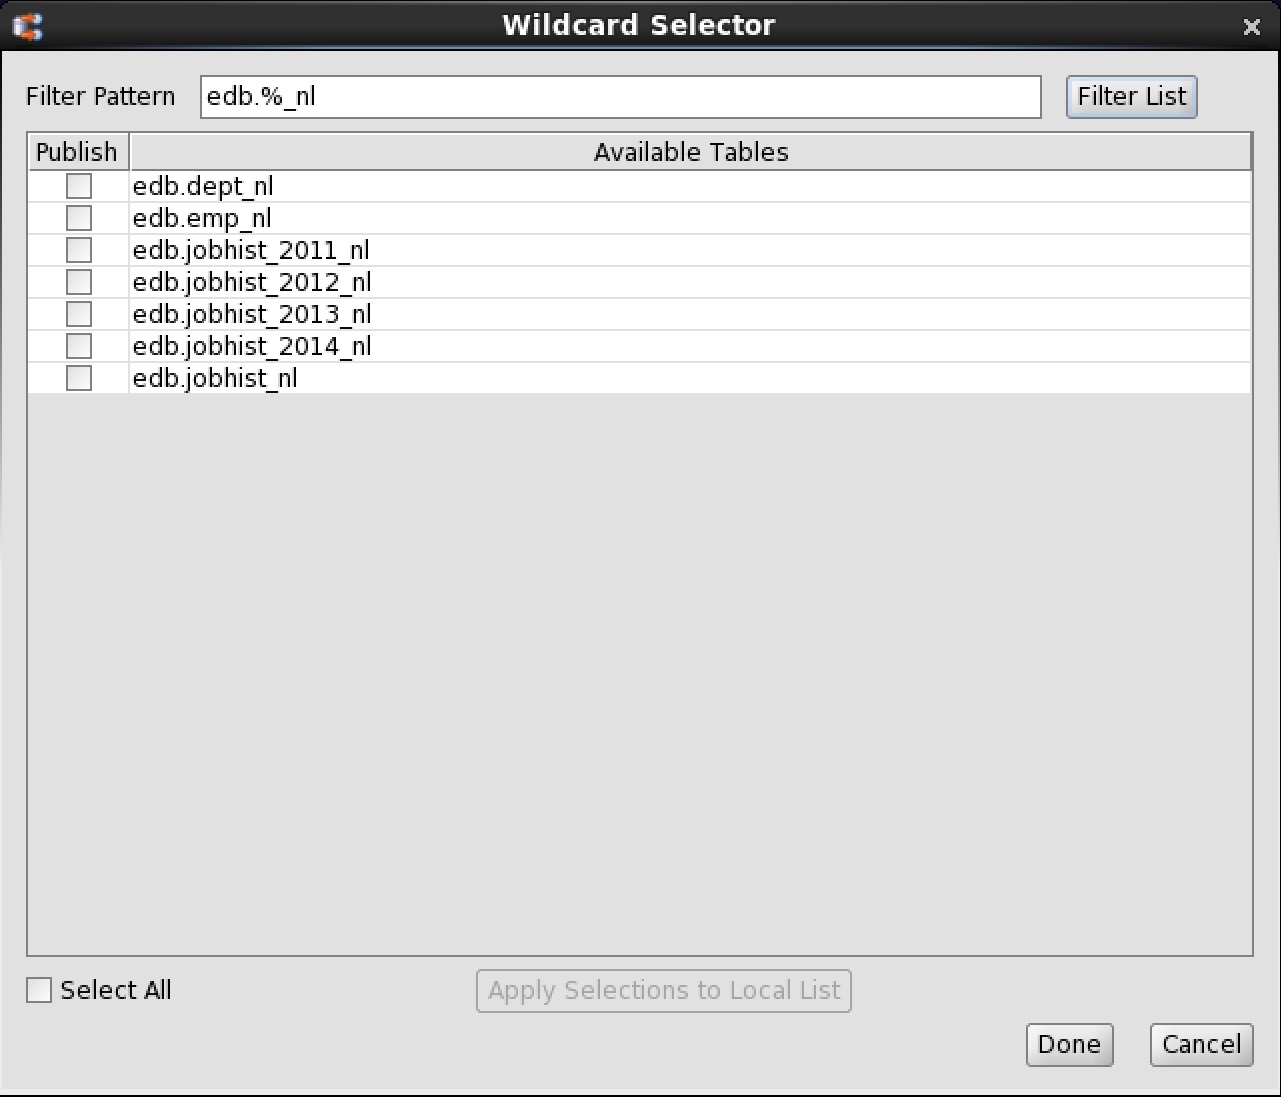 Wildcard Selector
Filter Pattern edb.%_nl Filter List
Publish Available Tables
edb.dept_nl
edb.emp_nl
edb.jobhist_2011_nl
edb.jobhist_2012_nl
edb.jobhist_2013_nl
edb.jobhist_2014_nl
edb.jobhist_nl
Select All Apply Selections to Local List
Done Cancel